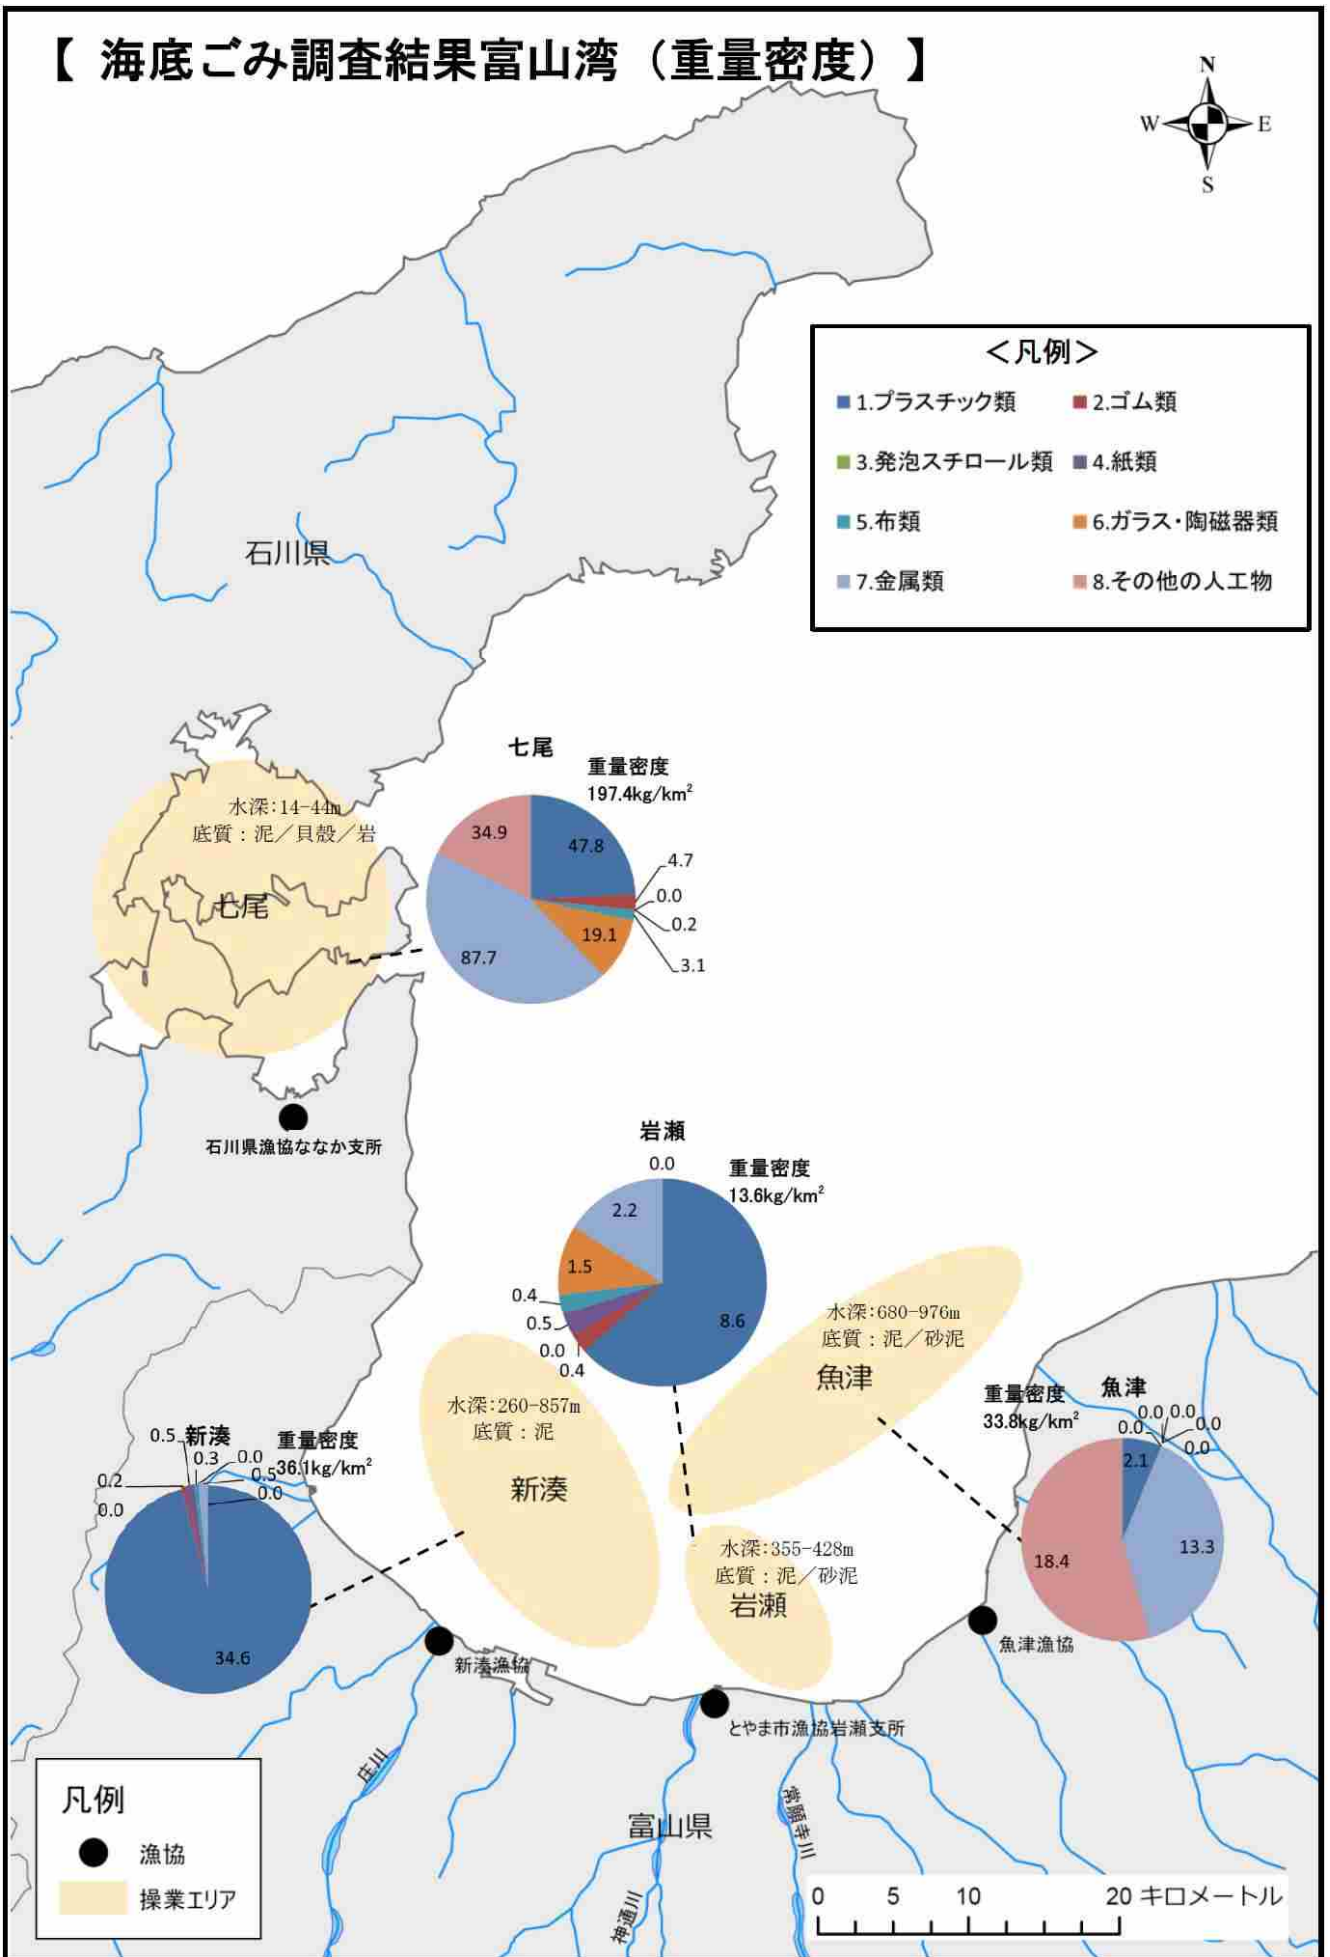 【 海底ごみ調査結果富山湾（重量密度）】
N
W
E
S
＜凡例＞
1.プラスチック類
2.ゴム類
3.発泡スチロール類
4.紙類
5.布類
6.ガラス・陶磁器類
7.金属類
8.その他の人工物
石川県
七尾
重量密度
197.4kg/km²
34.9
47.8
4.7
0.0
0.2
3.1
19.1
87.7
水深:14-44m
底質：泥／貝殻／岩
七尾
石川県漁協ななか支所
岩瀬
0.0
重量密度
13.6kg/km²
2.2
1.5
0.4
0.5
0.0
0.4
8.6
水深:680-976m
底質：泥／砂泥
魚津
水深:260-857m
底質：泥
新湊
重量密度
33.8kg/km²
魚津
0.0
0.0
0.0
0.0
0.0
2.1
13.3
18.4
新湊
重量密度
36.1kg/km²
0.5
0.3
0.0
0.5
0.0
0.2
0.0
34.6
水深:355-428m
底質：泥／砂泥
岩瀬
魚津漁協
新湊漁協
とやま市漁協岩瀬支所
庄川
常願寺川
富山県
神通川
凡例
漁協
操業エリア
0 5 10 20 キロメートル